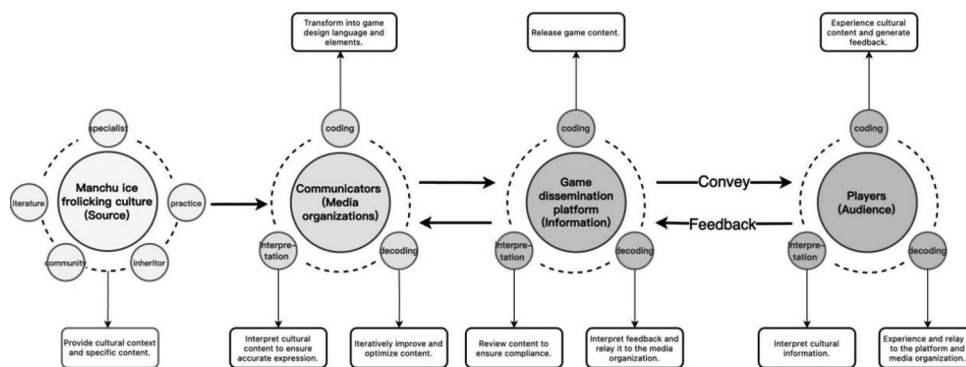 Transform into game
design language and
elements.
Release game content.
Experience cultural
content and generate
feedback.
specialist
coding
coding
coding
Manchu ice
frolicking culture
(Source)
iterature
practice
community
inheritor
Communicators
(Media
organizations)
Interpre-
tation
decoding
Game
dissemination
platform
(Information)
Interpre-
tation
decoding
Convey
Feedback
Players
(Audience)
Interpre-
tation
decoding
Provide cultural context
and specific content.
Interpret cultural
content to ensure
accurate expression.
Iteratively improve and
optimize content.
Review content to
ensure compliance.
Interpret feedback and
relay it to the media
organization.
Interpret cultural
information.
Experience and relay
to the platform and
media organization.